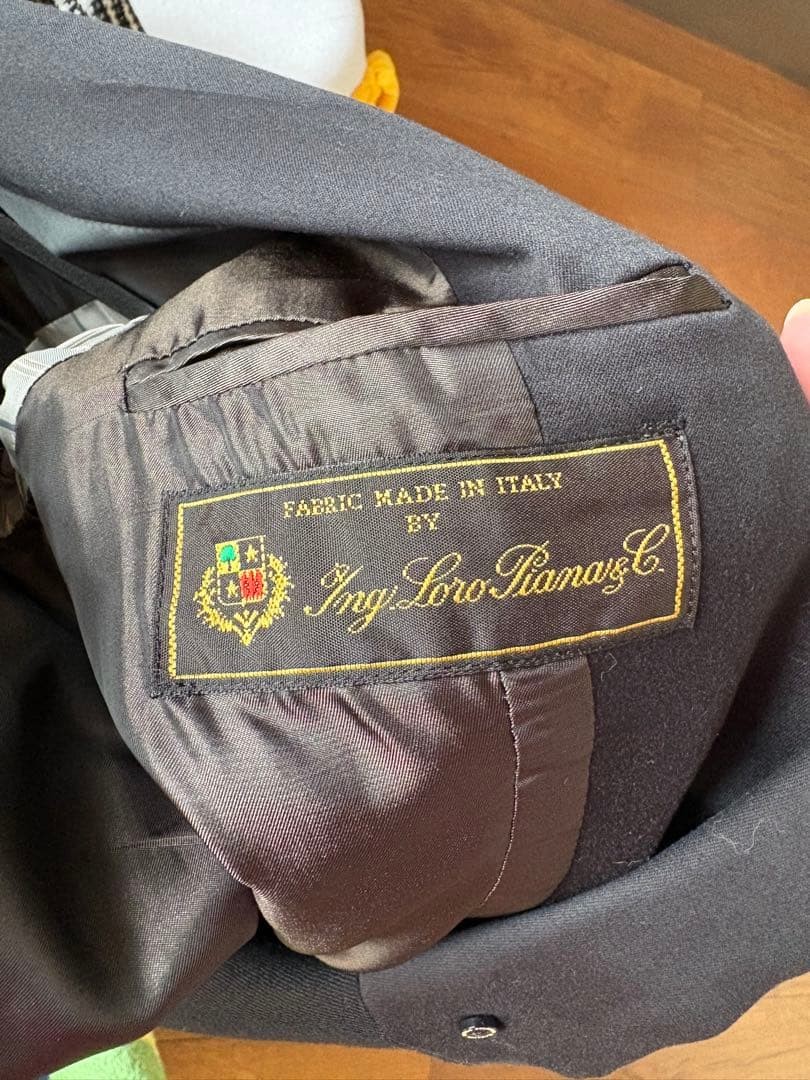 FABRIC MADE IN ITALY
BY
Ing. Loro Piana & C.